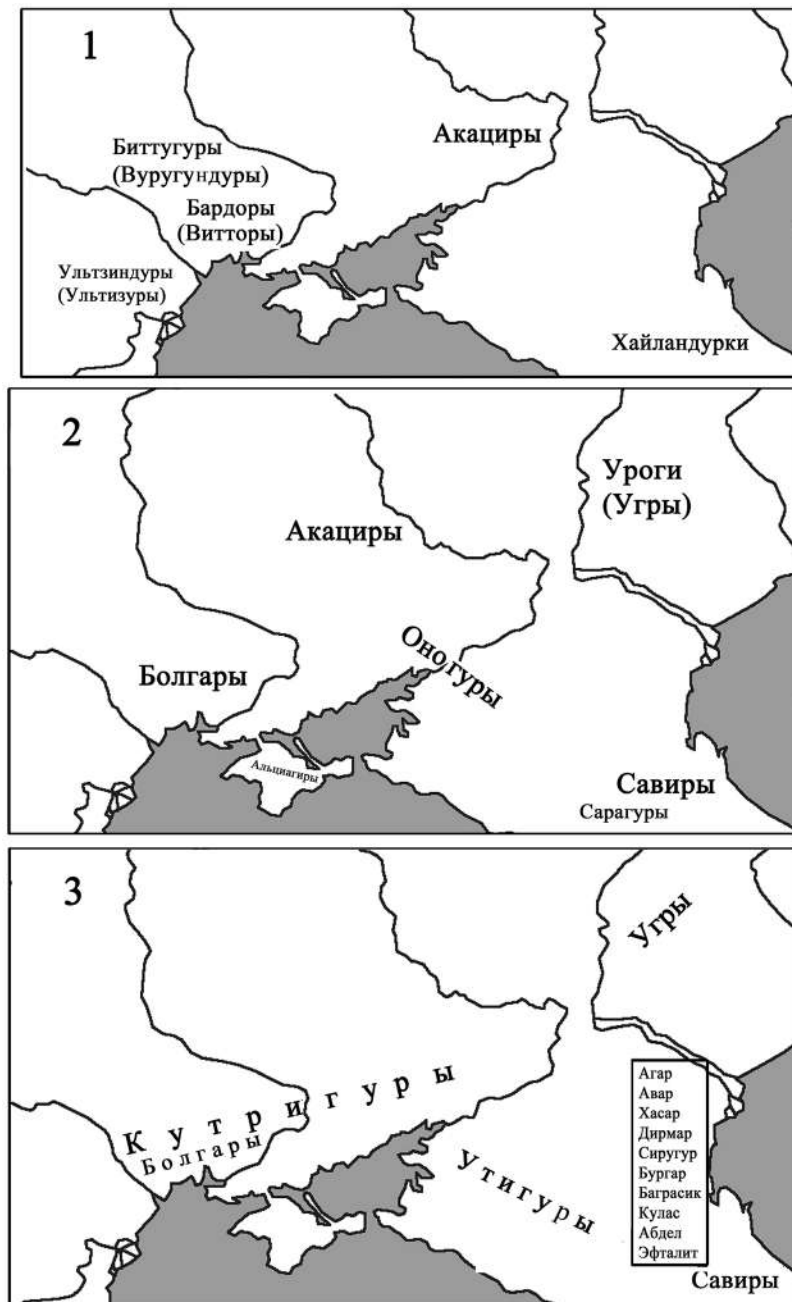 1
Акациры
Биттугуры
(Вуругундуры)
Бардоры
(Витторы)
Ультзиндуры
(Ультизуры)
Хайландурки
2
Уроги
(Угры)
Акациры
Оногуры
Болгары
Альциагиры
Савиры
Сарагуры
3
Угры
Кутригуры
Болгары
Утигуры
Агар
Авар
Хасар
Дирмар
Сиругур
Бургар
Баграсик
Кулас
Абдел
Эфталит
Савиры